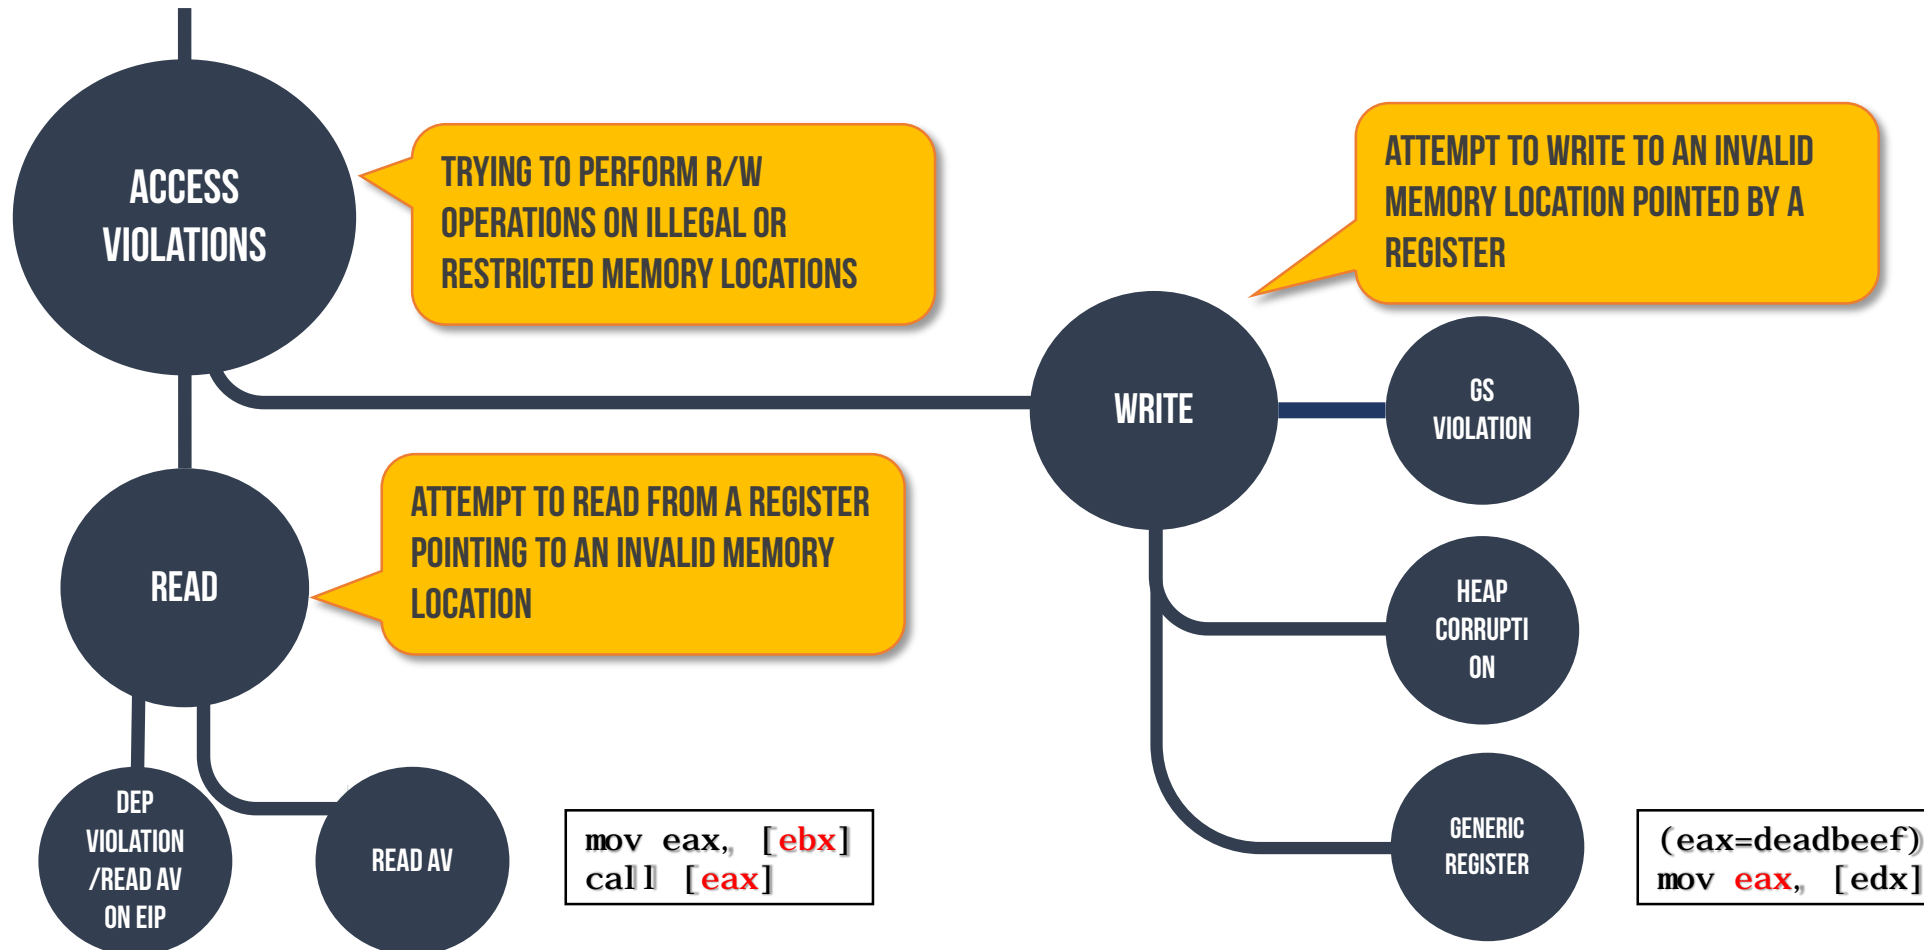 ACCESS
VIOLATIONS
TRYING TO PERFORM R/W
OPERATIONS ON ILLEGAL OR
RESTRICTED MEMORY LOCATIONS
ATTEMPT TO WRITE TO AN INVALID
MEMORY LOCATION POINTED BY A
REGISTER
WRITE
GS
VIOLATION
READ
ATTEMPT TO READ FROM A REGISTER
POINTING TO AN INVALID MEMORY
LOCATION
HEAP
CORRUPTI
ON
DEP
VIOLATION
/READ AV
ON EIP
READ AV
mov eax, [ebx]
call [eax]
GENERIC
REGISTER
(eax=deadbeef)
mov eax, [edx]